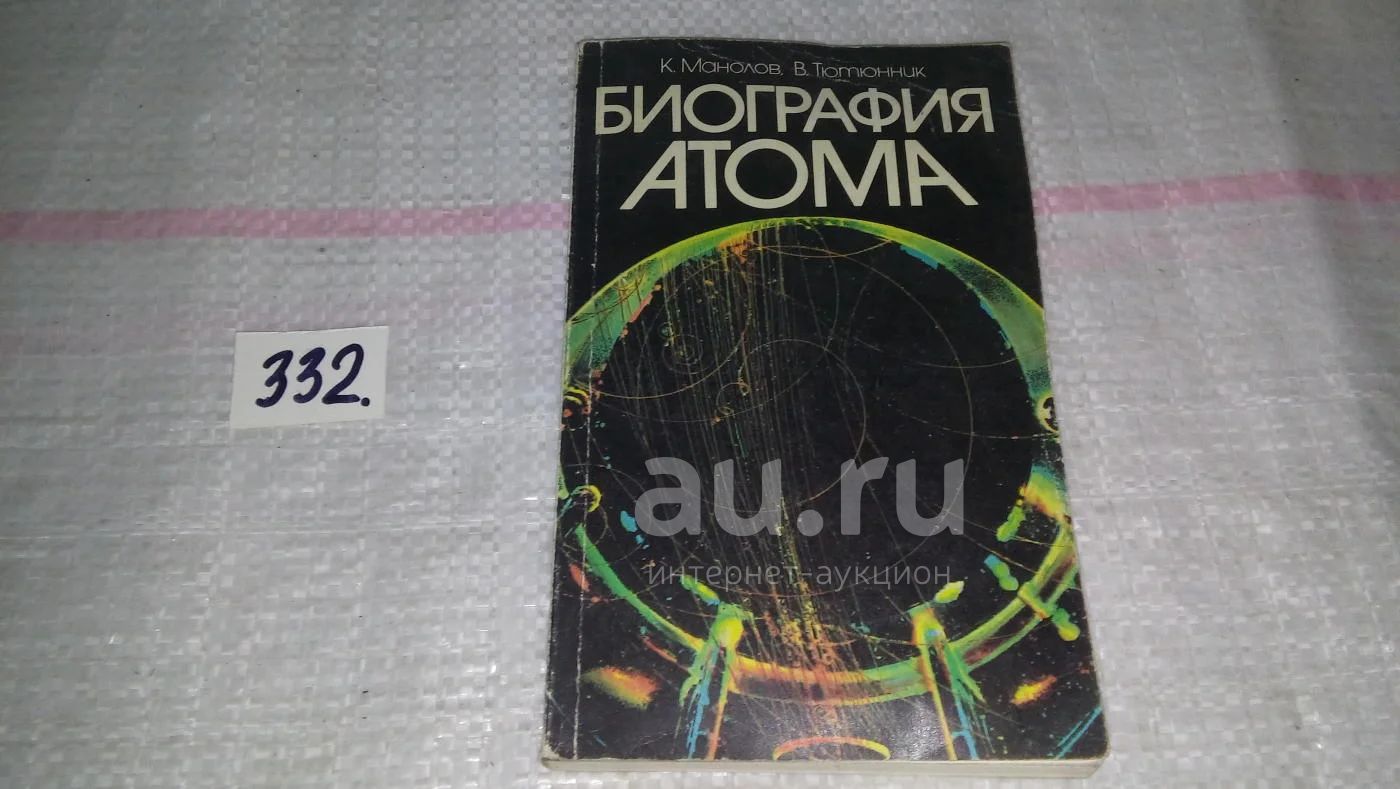 К. Манолов, В. Тютюнник
БИОГРАФИЯ
АТОМА
332.
au.ru
интернет-аукцион